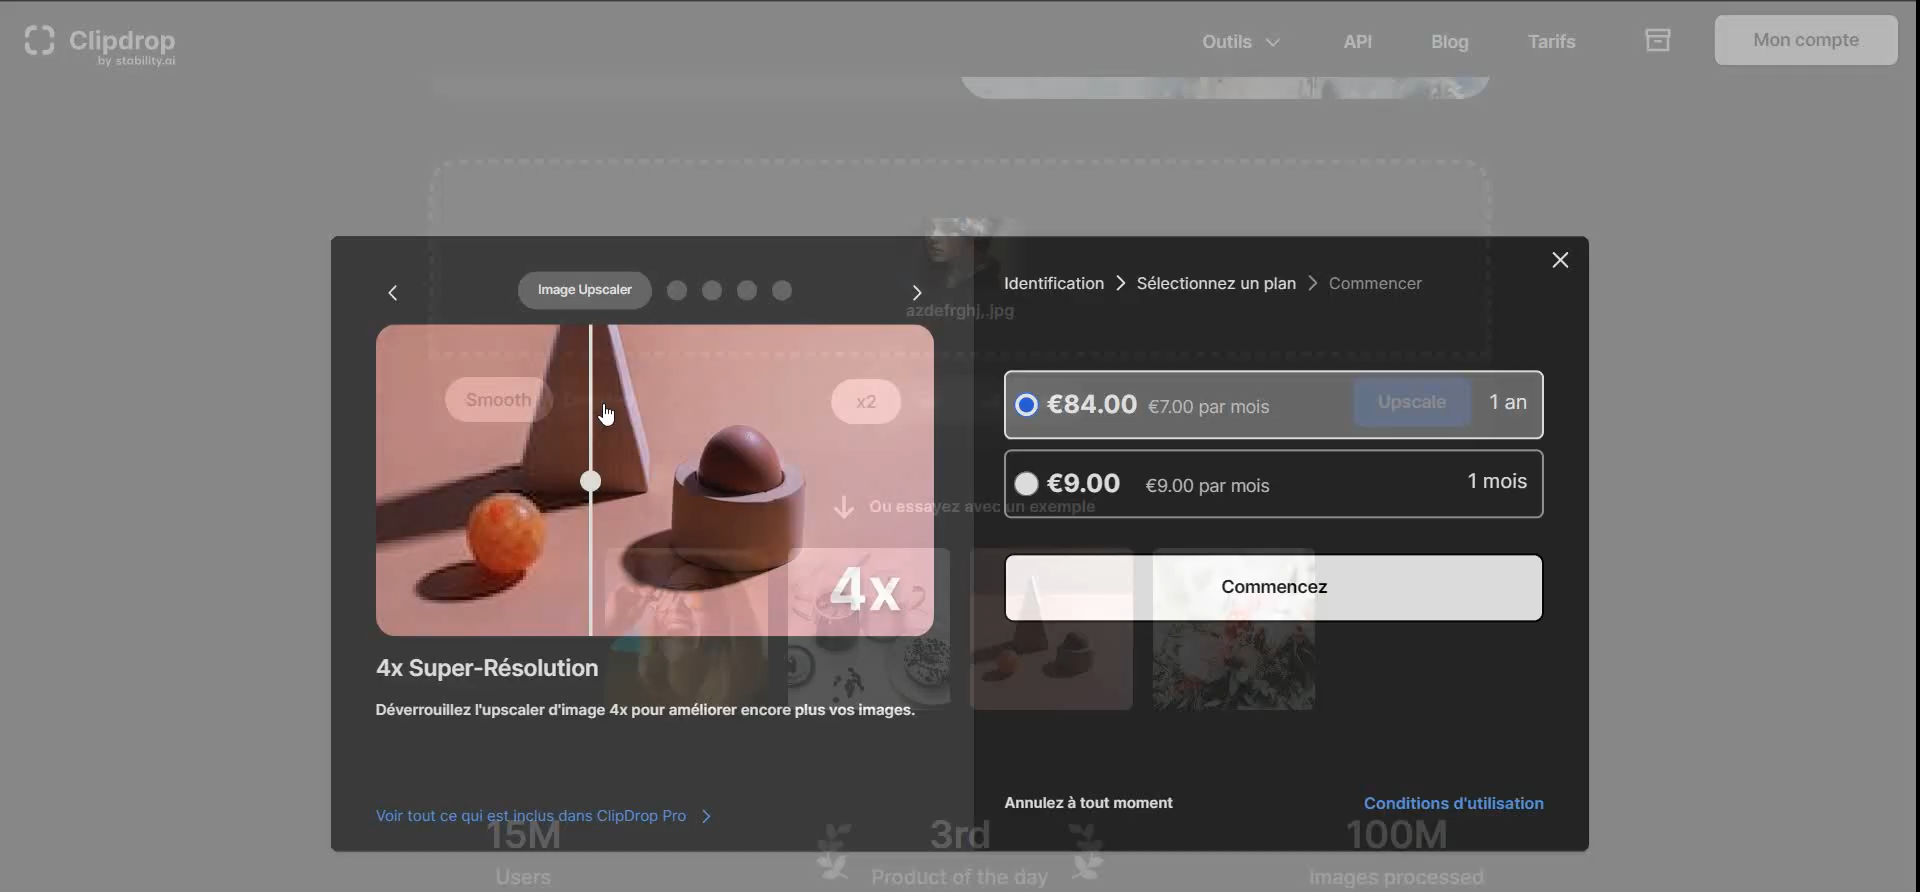 Clipdrop
by stability.ai
Outils
API
Blog
Tarifs
Mon compte
Image Upscaler
Identification
Sélectionnez un plan
Commencer
azdefrghj,.jpg
Smooth
x2
€84.00 €7.00 par mois
Upscale
1 an
€9.00 €9.00 par mois
1 mois
Ou essayez avec un exemple
4x
Commencez
4x Super-Résolution
Déverrouillez l'upscaler d'image 4x pour améliorer encore plus vos images.
Voir tout ce qui est inclus dans ClipDrop Pro
Annulez à tout moment
Conditions d'utilisation
15M
3rd
100M
Users
Product of the day
Images processed